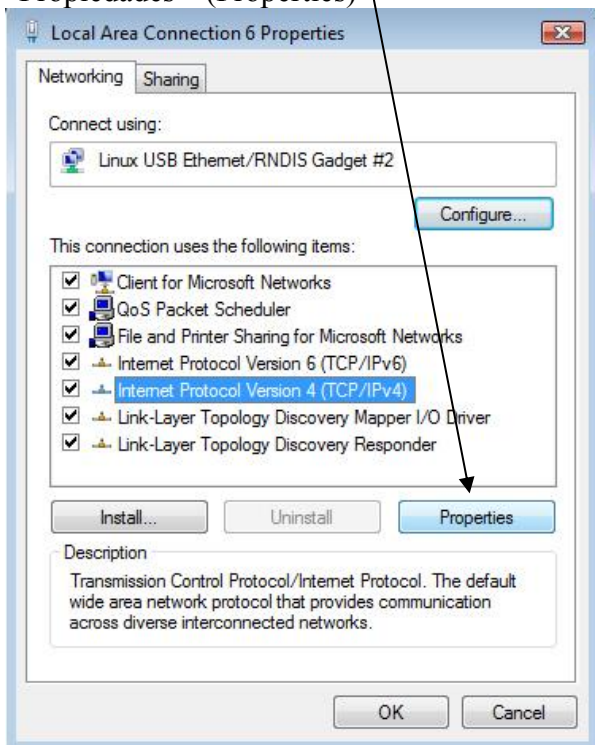 Propiedades (Properties)
Local Area Connection 6 Properties
Networking Sharing
Connect using:
Linux USB Ethernet/RNDIS Gadget #2
Configure...
This connection uses the following items:
Client for Microsoft Networks
QoS Packet Scheduler
File and Printer Sharing for Microsoft Networks
Internet Protocol Version 6 (TCP/IPv6)
Internet Protocol Version 4 (TCP/IPv4)
Link-Layer Topology Discovery Mapper I/O Driver
Link-Layer Topology Discovery Responder
Install... Uninstall Properties
Description
Transmission Control Protocol/Internet Protocol. The default
wide area network protocol that provides communication
across diverse interconnected networks.
OK Cancel